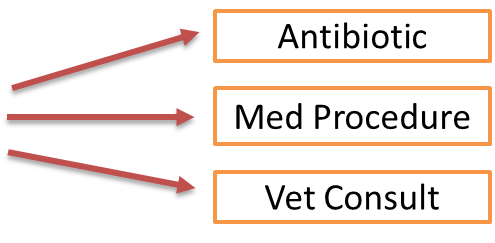 Antibiotic
Med Procedure
Vet Consult